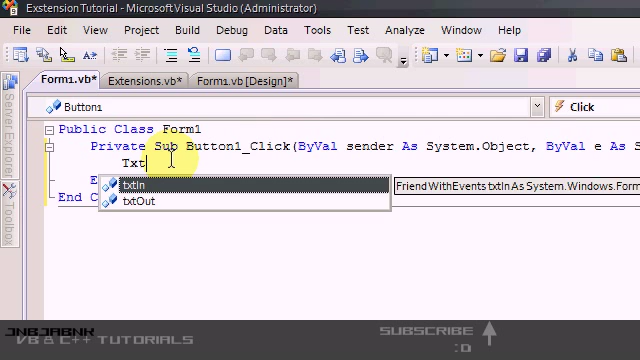 Exstension Tutorial - Microsoft Visual Studio (Administrator)
File Edit View Project Build Debug Data Tools Test Analyze Window Help
Form1.vb* Extensions.vb* Form1.vb [Design]*
Server Explorer
Toolbox
Button1 Click
Public Class Form1
Private Sub Button1_Click(ByVal sender As System.Object, ByVal e As S
Txt
E
txtIn
Friend WithEvents txtIn As System.Windows.Form
txtOut
End C
JNBJABNK
VB & C++ TUTORIALS
SUBSCRIBE
:D